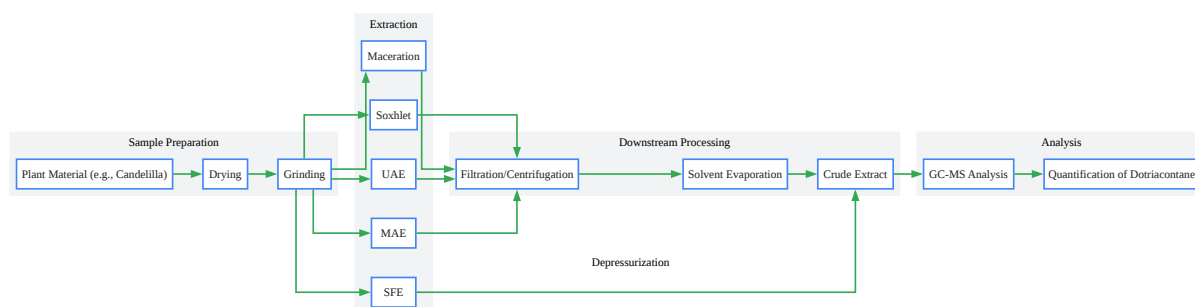 Extraction
Maceration
Soxhlet
Sample Preparation
Downstream Processing
Analysis
Plant Material (e.g., Candelilla)
Drying
Grinding
UAE
Filtration/Centrifugation
Solvent Evaporation
Crude Extract
GC-MS Analysis
Quantification of Dotriacontane
MAE
Depressurization
SFE